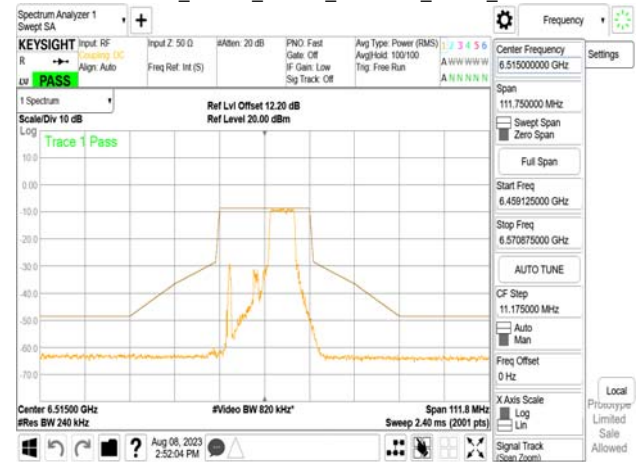 Spectrum Analyzer 1
Swept SA
Frequency
KEYSIGHT Input: RF
Coupling: DC
Align: Auto
Input Z: 50 Ω
Freq Ref: Int (S)
#Atten: 20 dB
PNO: Fast
Gate: Off
IF Gain: Low
Sig Track: Off
Avg Type: Power (RMS)
Avg|Hold: 100/100
Trig: Free Run
1 2 3 4 5 6
A W W W W W
A N N N N N
R
LW PASS
1 Spectrum
Scale/Div 10 dB
Ref Lvl Offset 12.20 dB
Ref Level 20.00 dBm
Log
Trace 1 Pass
10.0
0.00
-10.0
-20.0
-30.0
-40.0
-50.0
-60.0
-70.0
Center 6.51500 GHz
#Video BW 820 kHz*
Span 111.8 MHz
#Res BW 240 kHz
Sweep 2.40 ms (2001 pts)
Aug 08, 2023
2:52:04 PM
Center Frequency
6.515000000 GHz
Settings
Span
111.750000 MHz
Swept Span
Zero Span
Full Span
Start Freq
6.459125000 GHz
Stop Freq
6.570875000 GHz
AUTO TUNE
CF Step
11.175000 MHz
Auto
Man
Freq Offset
0 Hz
X Axis Scale
Log
Lin
Signal Track
(Span Zoom)
Local
Prototype
Limited
Sale
Allowed